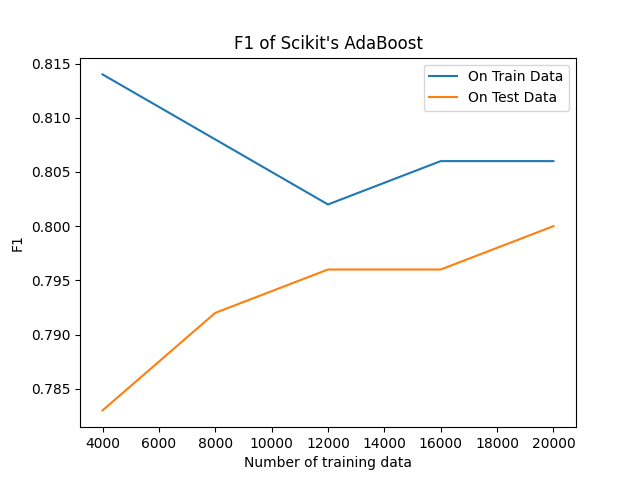 F1 of Scikit's AdaBoost
0.815
0.810
0.805
0.800
0.795
0.790
0.785
F1
On Train Data
On Test Data
4000 6000 8000 10000 12000 14000 16000 18000 20000
Number of training data